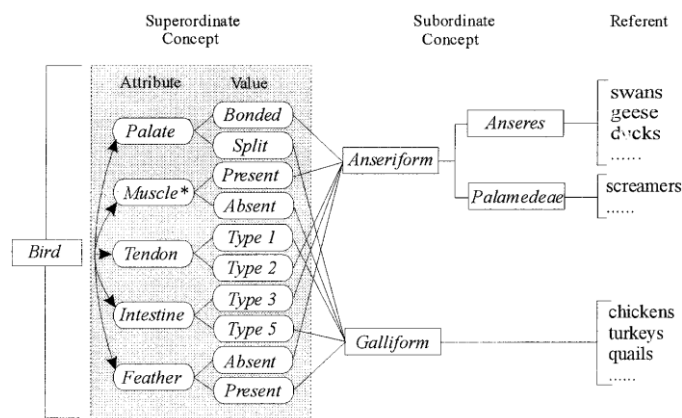 Superordinate
Concept
Subordinate
Concept
Referent
Attribute
Value
Bird
Palate
Muscle*
Tendon
Intestine
Feather
Bonded
Split
Present
Absent
Type 1
Type 2
Type 3
Type 5
Absent
Present
Anseriform
Galliform
Anseres
Palamedeae
swans
geese
ducks
......
screamers
......
chickens
turkeys
quails
......